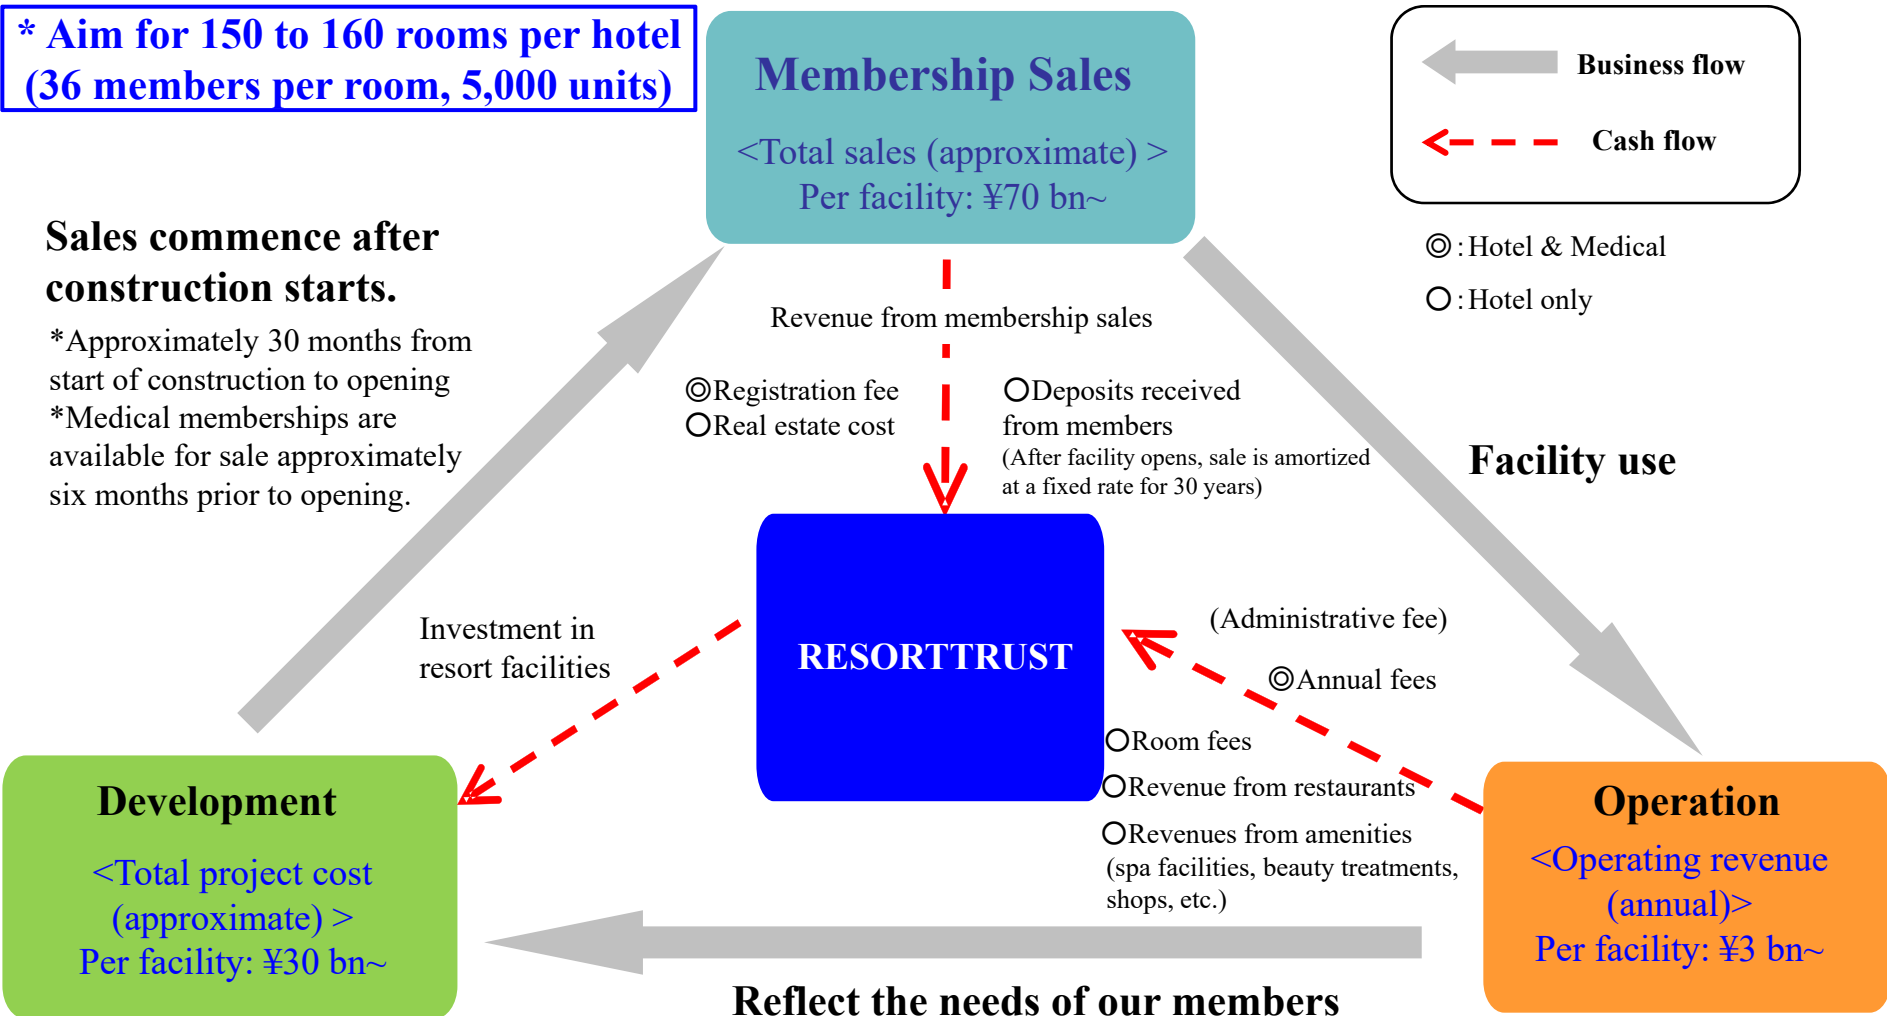 * Aim for 150 to 160 rooms per hotel
(36 members per room, 5,000 units)
Membership Sales
<Total sales (approximate) >
Per facility: ¥70 bn~
Business flow
Cash flow
◎: Hotel & Medical
○: Hotel only
Sales commence after
construction starts.
*Approximately 30 months from
start of construction to opening
*Medical memberships are
available for sale approximately
six months prior to opening.
Revenue from membership sales
◎Registration fee
○Real estate cost
○Deposits received
from members
(After facility opens, sale is amortized
at a fixed rate for 30 years)
Facility use
Investment in
resort facilities
RESORTTRUST
(Administrative fee)
◎Annual fees
○Room fees
○Revenue from restaurants
○Revenues from amenities
(spa facilities, beauty treatments,
shops, etc.)
Development
<Total project cost
(approximate) >
Per facility: ¥30 bn~
Operation
<Operating revenue
(annual)>
Per facility: ¥3 bn~
Reflect the needs of our members